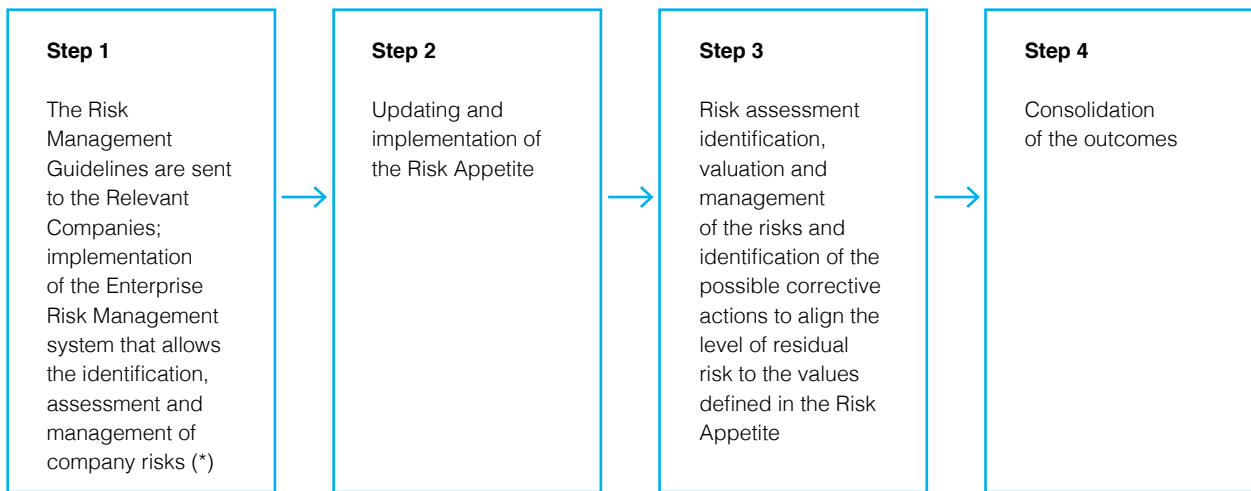 Step 1
The Risk
Management
Guidelines are sent
to the Relevant
Companies;
implementation
of the Enterprise
Risk Management
system that allows
the identification,
assessment and
management of
company risks (*)
Step 2
Updating and
implementation of
the Risk Appetite
Step 3
Risk assessment
identification,
valuation and
management
of the risks and
identification of the
possible corrective
actions to align the
level of residual
risk to the values
defined in the Risk
Appetite
Step 4
Consolidation
of the outcomes